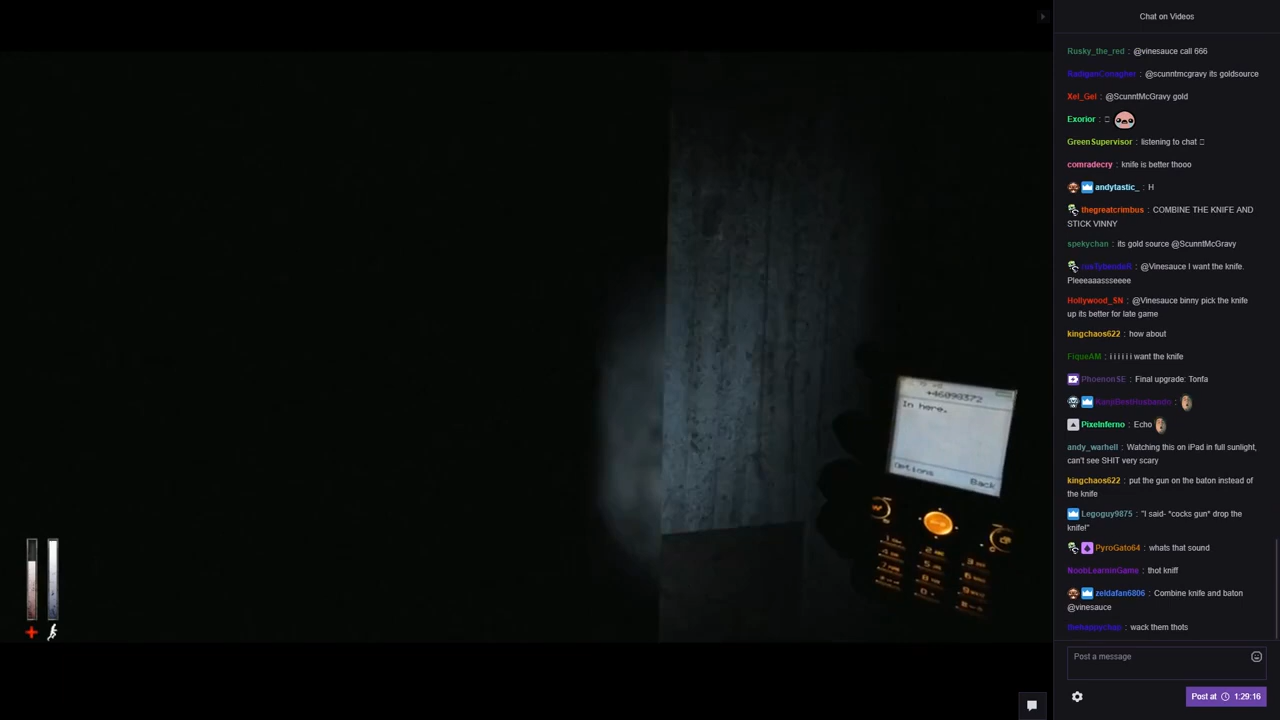 +46090372
In here.
Options
Back
Chat on Videos
Rusky_the_red : @vinesauce call 666
RadiganConagher : @scunntmcgravy its goldsource
Xel_Gel : @ScunntMcGravy gold
Exorior :
GreenSupervisor : listening to chat
comradecry : knife is better thooo
andytastic_ : H
thegreatcrimbus : COMBINE THE KNIFE AND
STICK VINNY
spekychan : its gold source @ScunntMcGravy
: @Vinesauce I want the knife.
Pleeeaaassseeee
Hollywood_SN : @Vinesauce binny pick the knife
up its better for late game
kingchaos622 : how about
FiqueAM : i i i i i i want the knife
PhoenonSE : Final upgrade: Tonfa
KanjiBestHusbando :
PixelInferno : Echo
andy_warhell : Watching this on iPad in full sunlight,
can't see SHIT very scary
kingchaos622 : put the gun on the baton instead of
the knife
Legoguy9875 : "I said- *cocks gun* drop the
knife!"
PyroGato64 : whats that sound
NoobLearninGame : thot kniff
zeldafan6806 : Combine knife and baton
@vinesauce
thehappychap : wack them thots
Post a message
Post at 1:29:16